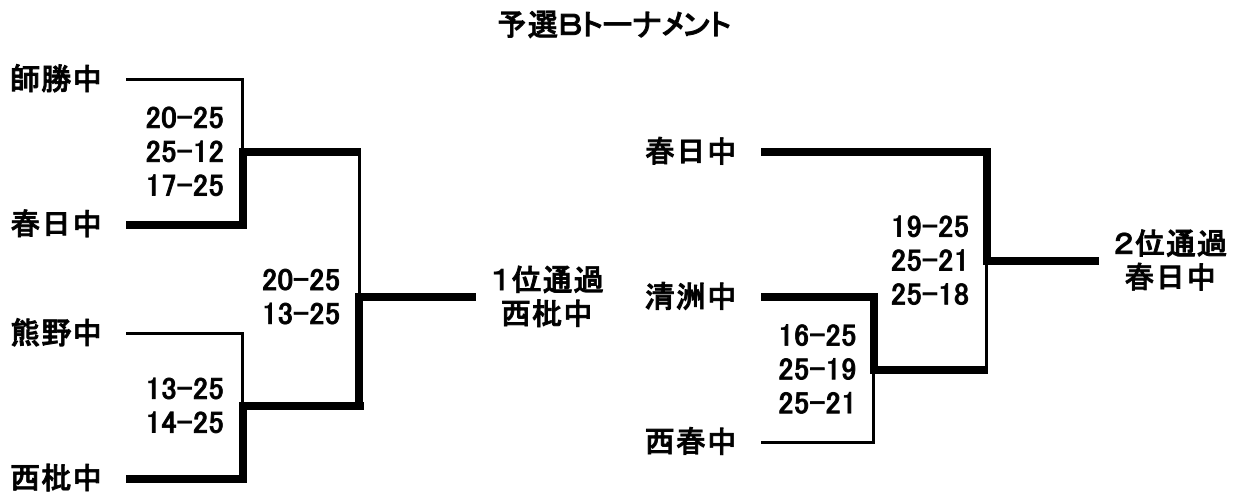 予選Bトーナメント
師勝中
20-25
25-12
17-25
春日中
20-25
13-25
1位通過
西枇中
熊野中
13-25
14-25
西枇中
春日中
19-25
25-21
25-18
2位通過
春日中
清洲中
16-25
25-19
25-21
西春中